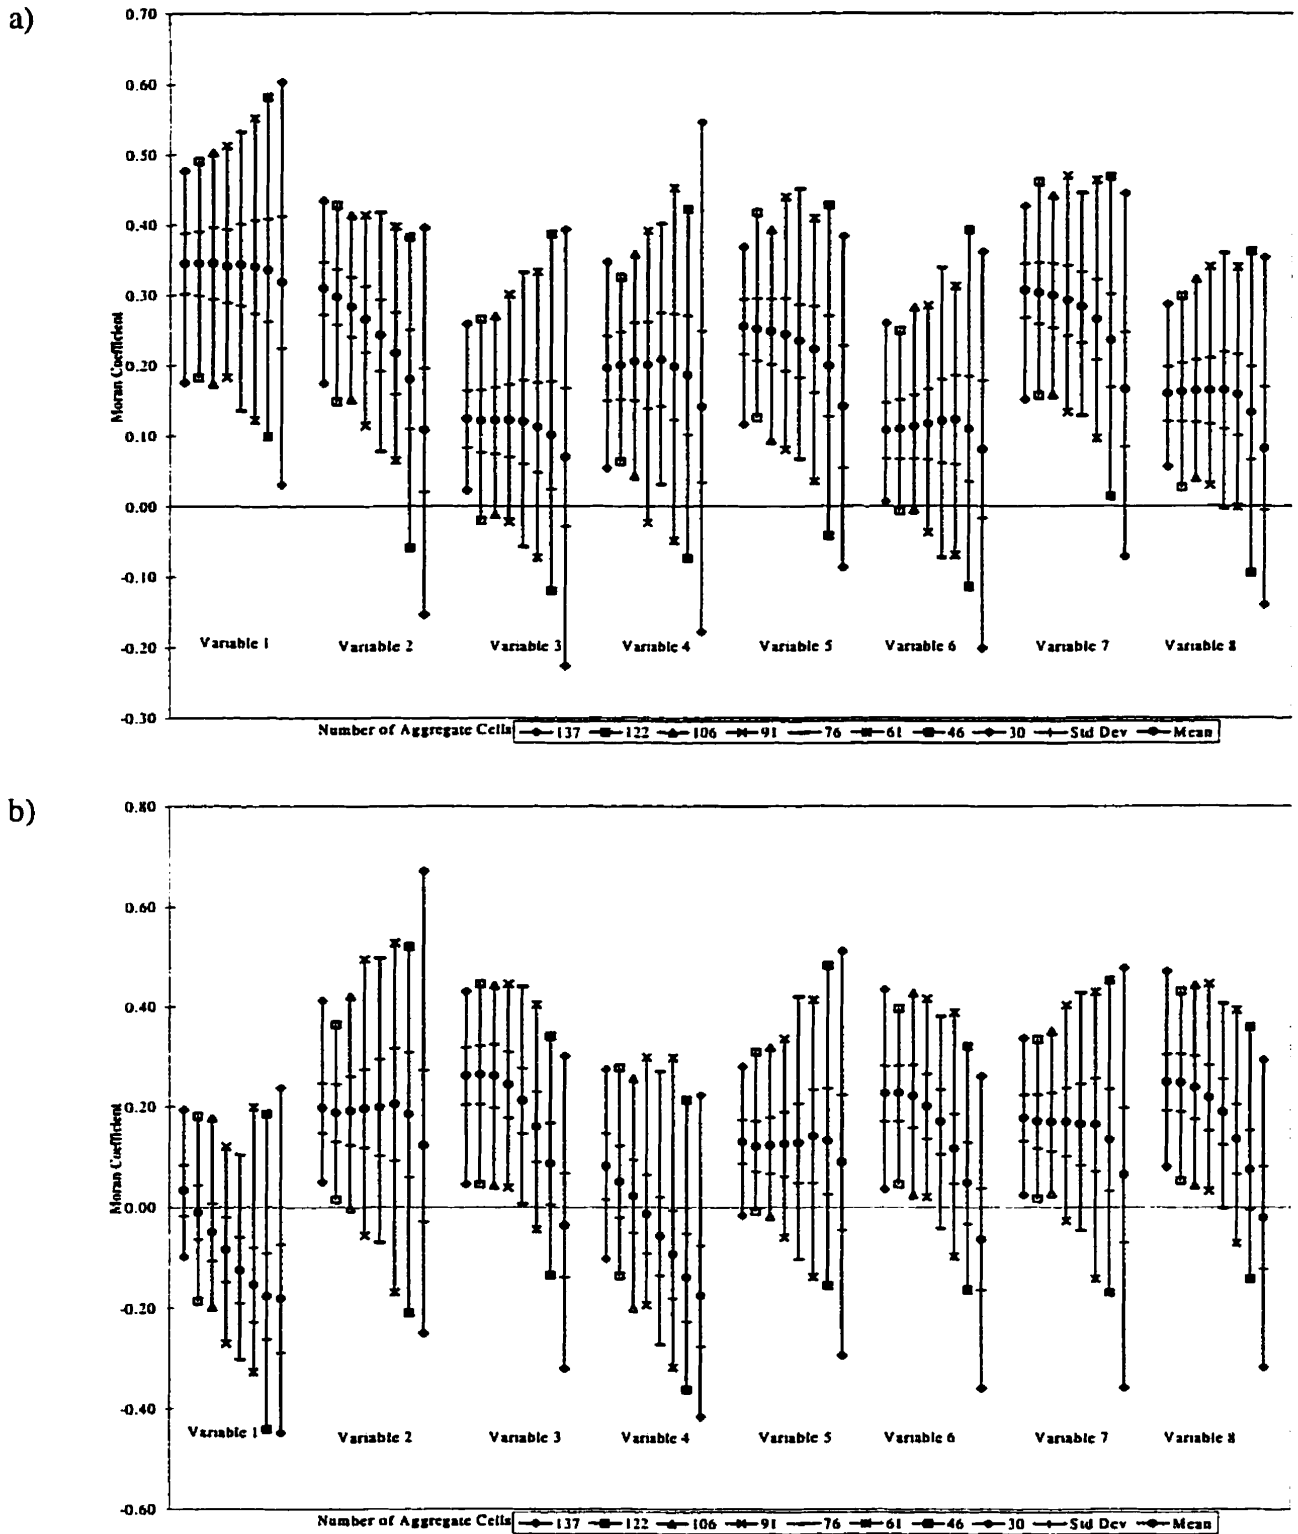 a)
0.70
0.60
0.50
0.40
0.30
0.20
0.10
0.00
-0.10
-0.20
-0.30
Moran Coefficient
Variable 1 Variable 2 Variable 3 Variable 4 Variable 5 Variable 6 Variable 7 Variable 8
Number of Aggregate Cells 137 122 106 91 76 61 46 30 Std Dev Mean
b)
0.80
0.60
0.40
0.20
0.00
-0.20
-0.40
-0.60
Moran Coefficient
Variable 1 Variable 2 Variable 3 Variable 4 Variable 5 Variable 6 Variable 7 Variable 8
Number of Aggregate Cells 137 122 106 91 76 61 46 30 Std Dev Mean